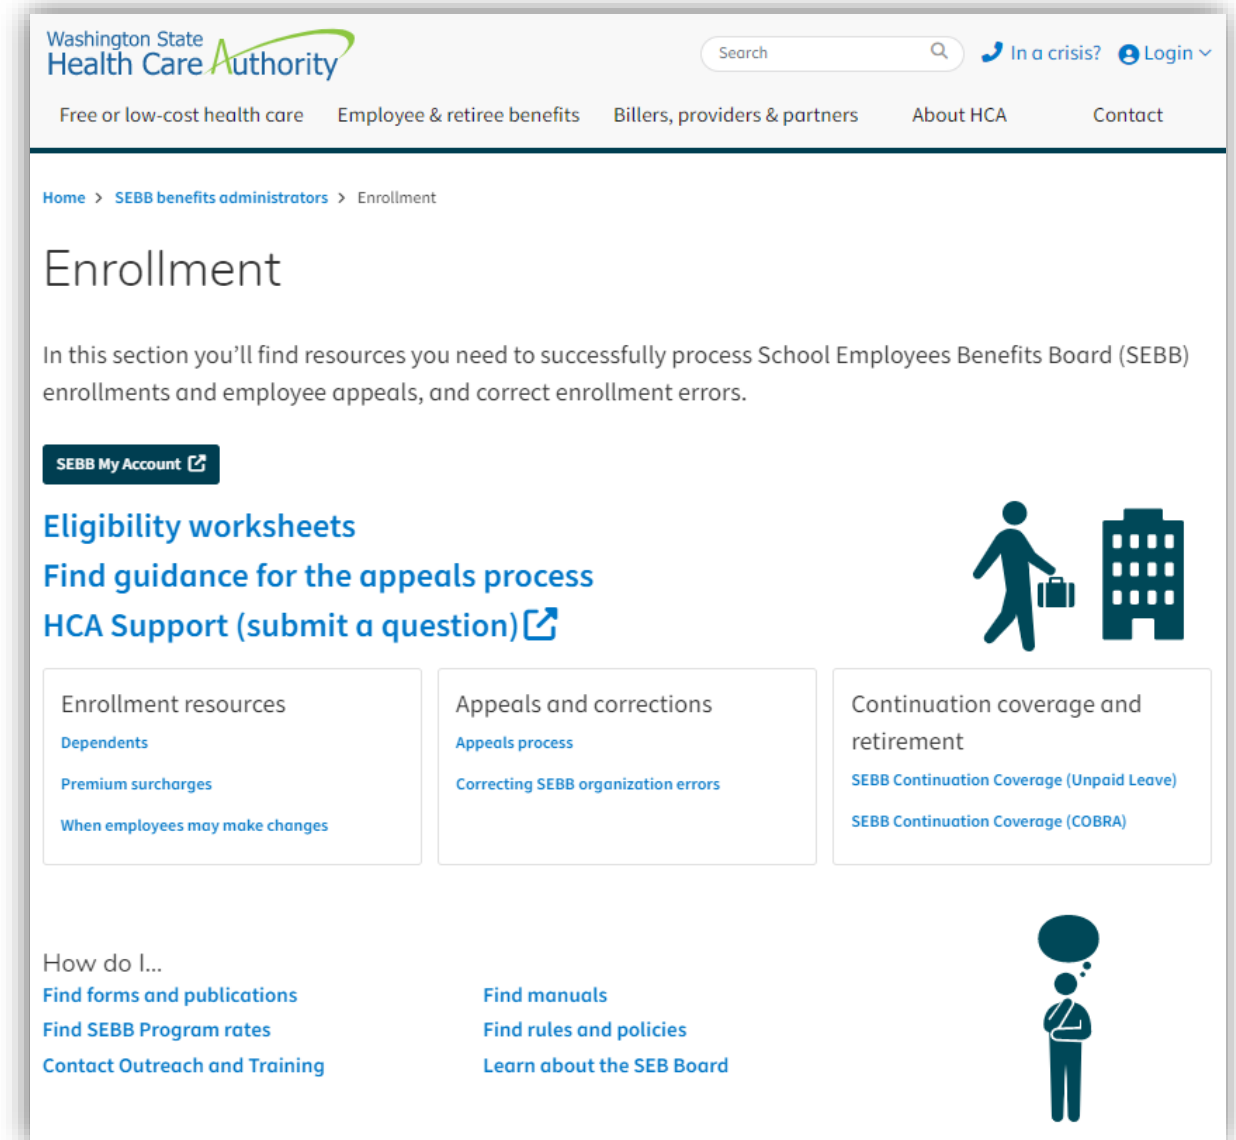 Washington State
Health Care Authority
Search
In a crisis?
Login
Free or low-cost health care
Employee & retiree benefits
Billers, providers & partners
About HCA
Contact
Home > SEBB benefits administrators > Enrollment
Enrollment
In this section you’ll find resources you need to successfully process School Employees Benefits Board (SEBB)
enrollments and employee appeals, and correct enrollment errors.
SEBB My Account
Eligibility worksheets
Find guidance for the appeals process
HCA Support (submit a question)
Enrollment resources
Dependents
Premium surcharges
When employees may make changes
Appeals and corrections
Appeals process
Correcting SEBB organization errors
Continuation coverage and
retirement
SEBB Continuation Coverage (Unpaid Leave)
SEBB Continuation Coverage (COBRA)
How do I...
Find forms and publications
Find SEBB Program rates
Contact Outreach and Training
Find manuals
Find rules and policies
Learn about the SEB Board